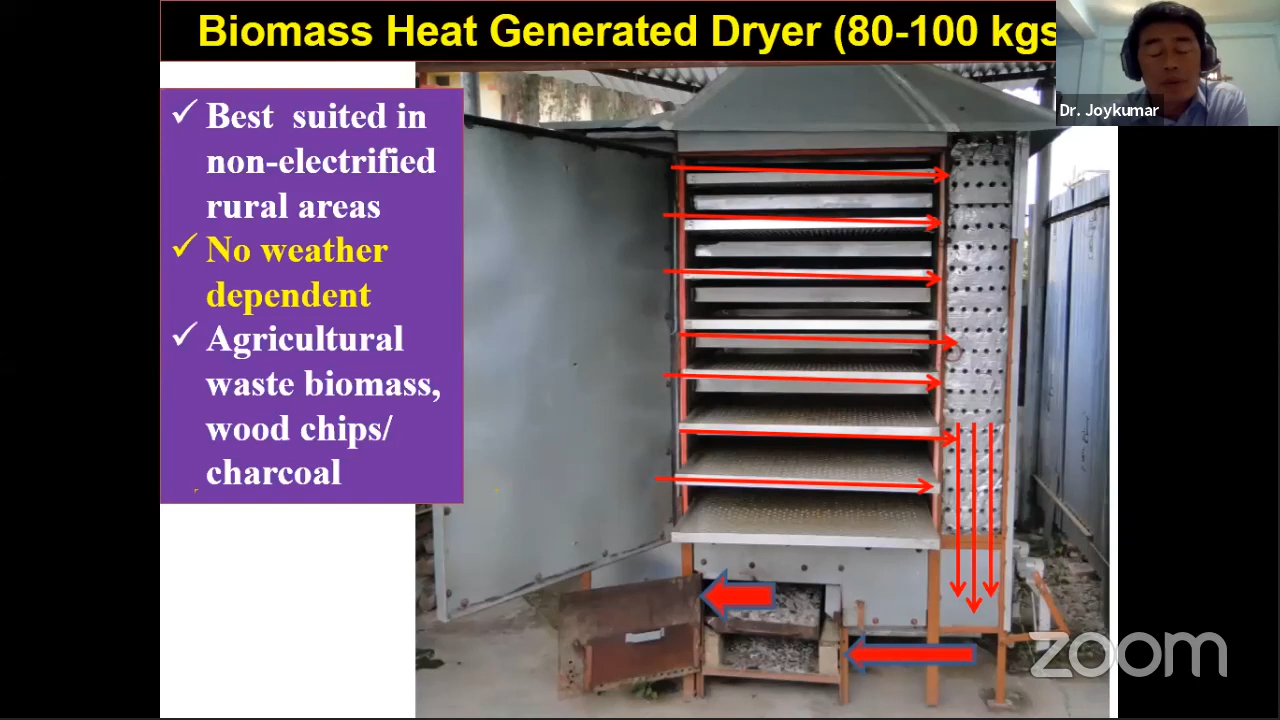 Biomass Heat Generated Dryer (80-100 kgs
Dr. Joykumar
Best suited in
non-electrified
rural areas
No weather
dependent
Agricultural
waste biomass,
wood chips/
charcoal
zoom